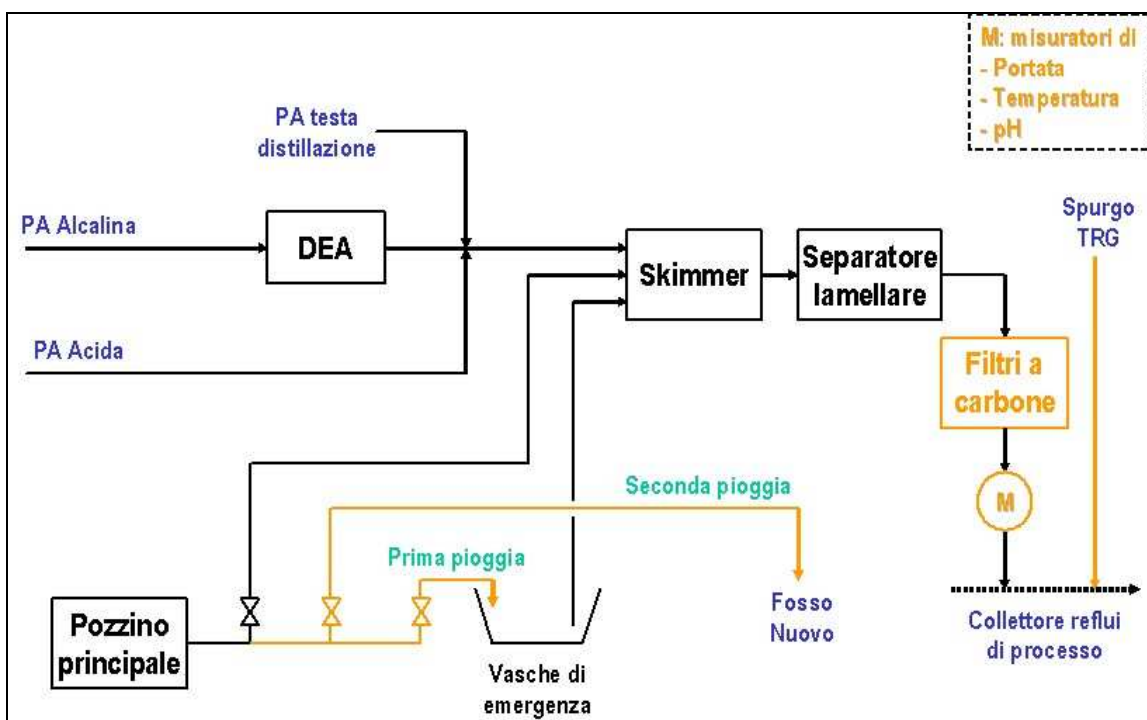 M: misuratori di
- Portata
- Temperatura
- pH
PA testa
distillazione
PA Alcalina
DEA
Skimmer
Separatore
lamellare
Spurgo
TRG
PA Acida
Filtri a
carbone
M
Seconda pioggia
Prima pioggia
Pozzino
principale
Vasche di
emergenza
Fosso
Nuovo
Collettore reflui
di processo